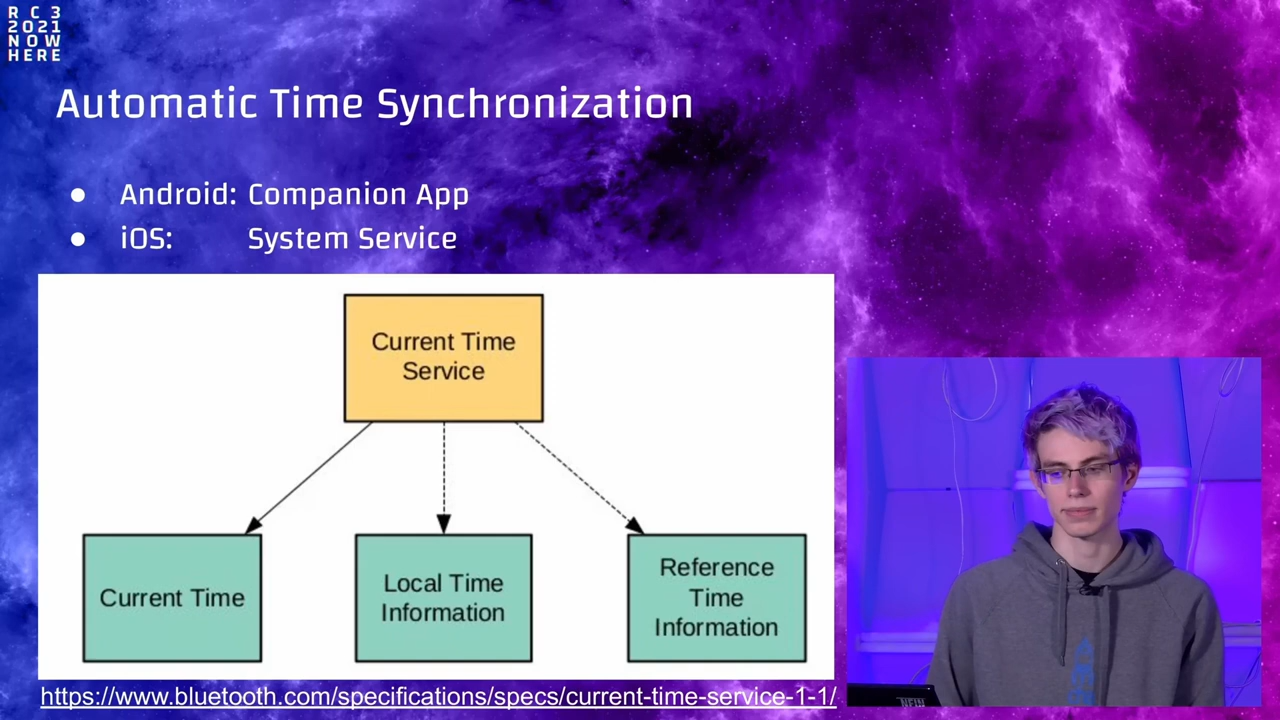 R C 3
2021
NOW
HERE
Automatic Time Synchronization
● Android: Companion App
● iOS: System Service
Current Time
Service
Current Time
Local Time
Information
Reference
Time
Information
https://www.bluetooth.com/specifications/specs/current-time-service-1-1/